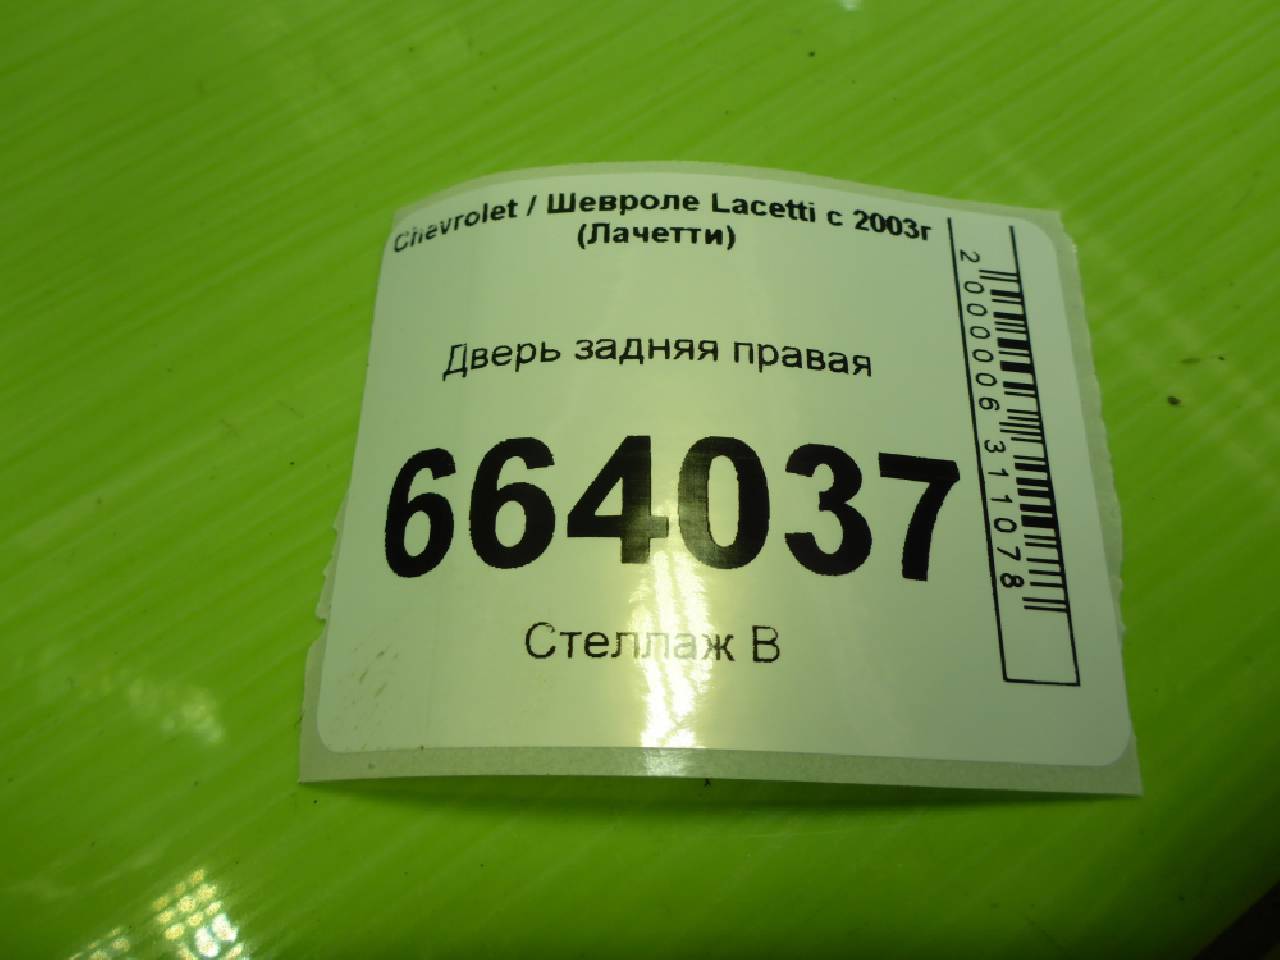 Chevrolet / Шевроле Lacetti с 2003г
(Лачетти)
Дверь задняя правая
664037
Стеллаж В
2000006311078